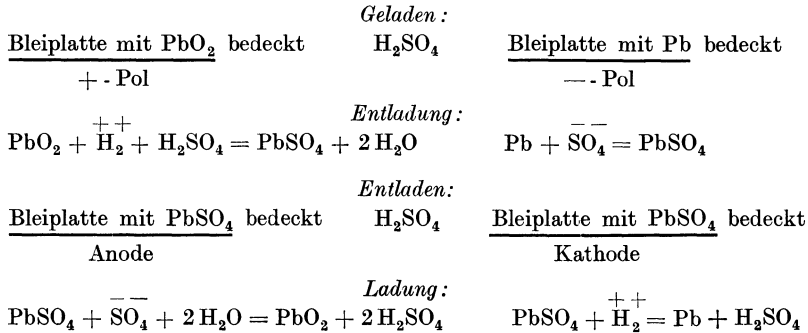 Geladen:
Bleiplatte mit PbO₂ bedeckt H₂SO₄ Bleiplatte mit Pb bedeckt
+ - Pol — - Pol
Entladung:
++ − −
PbO₂ + H₂ + H₂SO₄ = PbSO₄ + 2 H₂O Pb + SO₄ = PbSO₄
Entladen:
Bleiplatte mit PbSO₄ bedeckt H₂SO₄ Bleiplatte mit PbSO₄ bedeckt
Anode Kathode
Ladung:
− − ++
PbSO₄ + SO₄ + 2 H₂O = PbO₂ + 2 H₂SO₄ PbSO₄ + H₂ = Pb + H₂SO₄